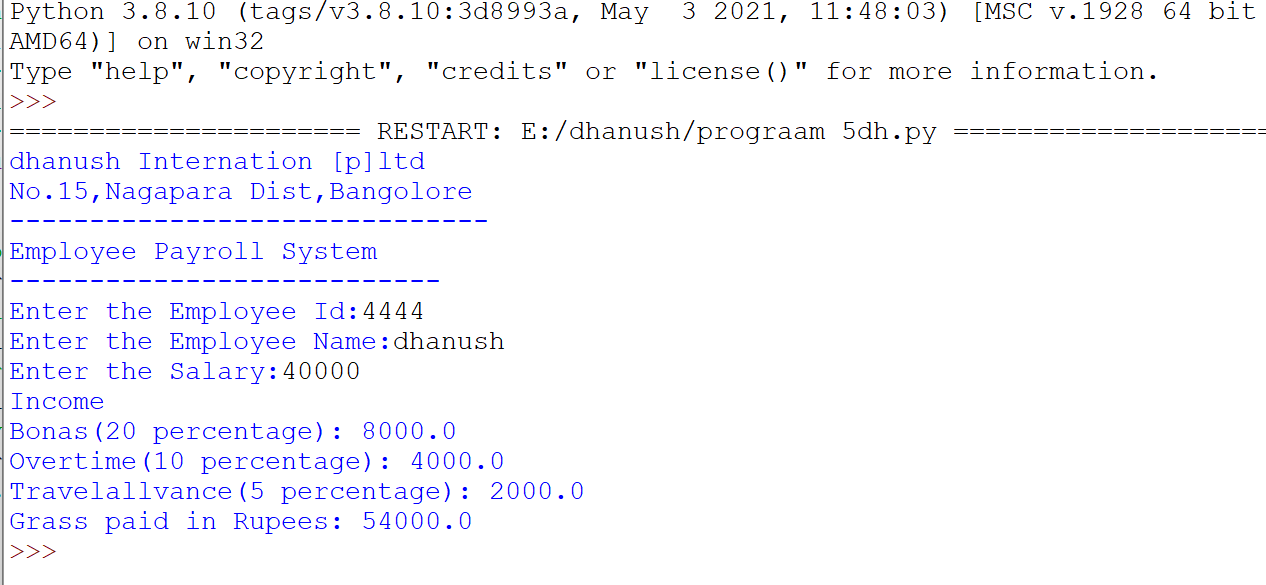 Python 3.8.10 (tags/v3.8.10:3d8993a, May  3 2021, 11:48:03) [MSC v.1928 64 bit
AMD64)] on win32
Type "help", "copyright", "credits" or "license()" for more information.
>>>
====================== RESTART: E:/dhanush/prograam 5dh.py ====================
dhanush Internation [p]ltd
No.15,Nagapara Dist,Bangolore
------------------------------
Employee Payroll System
---------------------------
Enter the Employee Id:4444
Enter the Employee Name:dhanush
Enter the Salary:40000
Income
Bonas(20 percentage): 8000.0
Overtime(10 percentage): 4000.0
Travelallvance(5 percentage): 2000.0
Grass paid in Rupees: 54000.0
>>>